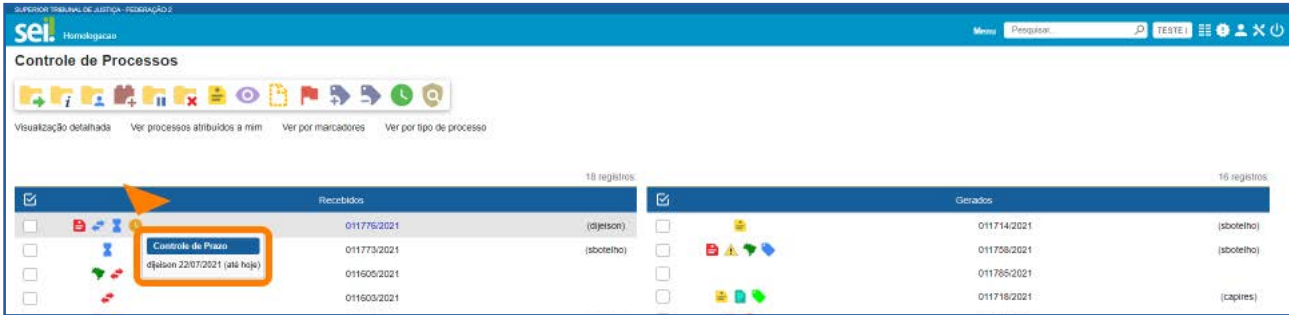 SUPERIOR TRIBUNAL DE JUSTIÇA - FEDERAÇÃO 2
sei! Homologacao
Menu Pesquisar... TESTE I
Controle de Processos
Visualização detalhada Ver processos atribuídos a mim Ver por marcadores Ver por tipo de processo
18 registros: 16 registros:
Recebidos Gerados
011776/2021 (dijeison) 011714/2021 (sbotelho)
011773/2021 (sbotelho) 011758/2021 (sbotelho)
Controle de Prazo
dijeison 22/07/2021 (até hoje)
011605/2021 011785/2021
011603/2021 011718/2021 (capires)